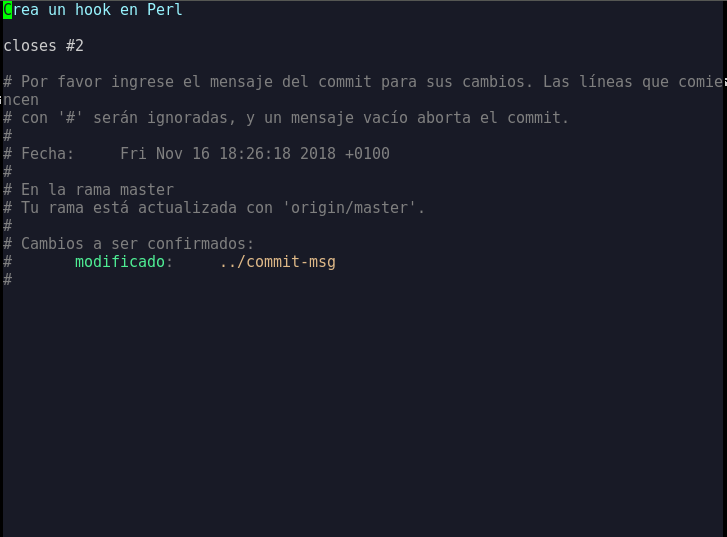 Crea un hook en Perl
closes #2
# Por favor ingrese el mensaje del commit para sus cambios. Las líneas que comie
ncen
# con '#' serán ignoradas, y un mensaje vacío aborta el commit.
#
# Fecha:     Fri Nov 16 18:26:18 2018 +0100
#
# En la rama master
# Tu rama está actualizada con 'origin/master'.
#
# Cambios a ser confirmados:
#       modificado:     ../commit-msg
#